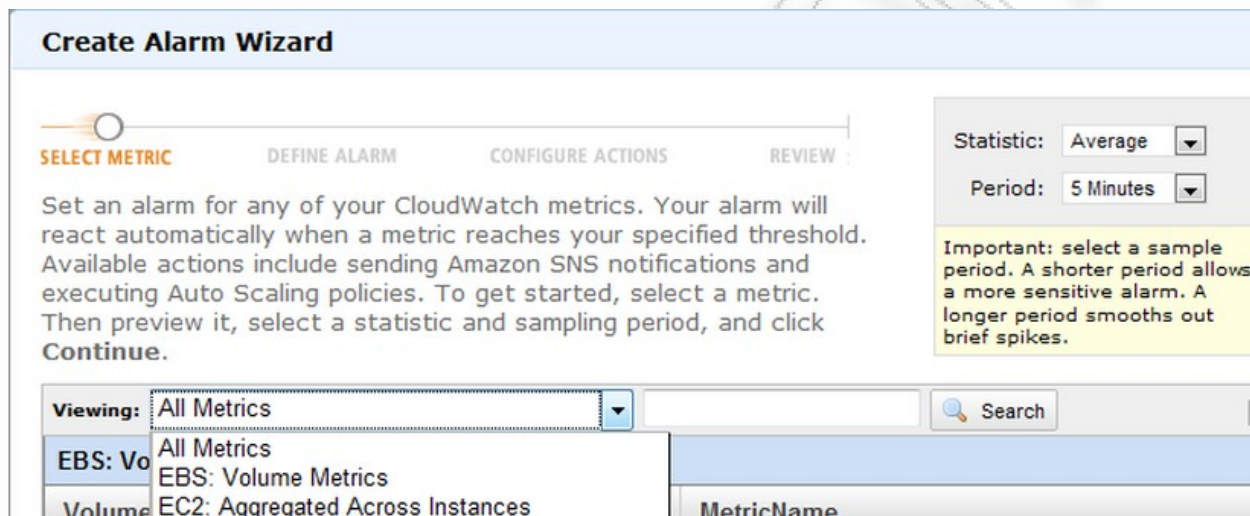 Create Alarm Wizard
SELECT METRIC DEFINE ALARM CONFIGURE ACTIONS REVIEW
Set an alarm for any of your CloudWatch metrics. Your alarm will
react automatically when a metric reaches your specified threshold.
Available actions include sending Amazon SNS notifications and
executing Auto Scaling policies. To get started, select a metric.
Then preview it, select a statistic and sampling period, and click
Continue.
Statistic: Average
Period: 5 Minutes
Important: select a sample
period. A shorter period allows
a more sensitive alarm. A
longer period smooths out
brief spikes.
Viewing: All Metrics Search
All Metrics
EBS: Vo
EBS: Volume Metrics
Volume EC2: Aggregated Across Instances MetricName